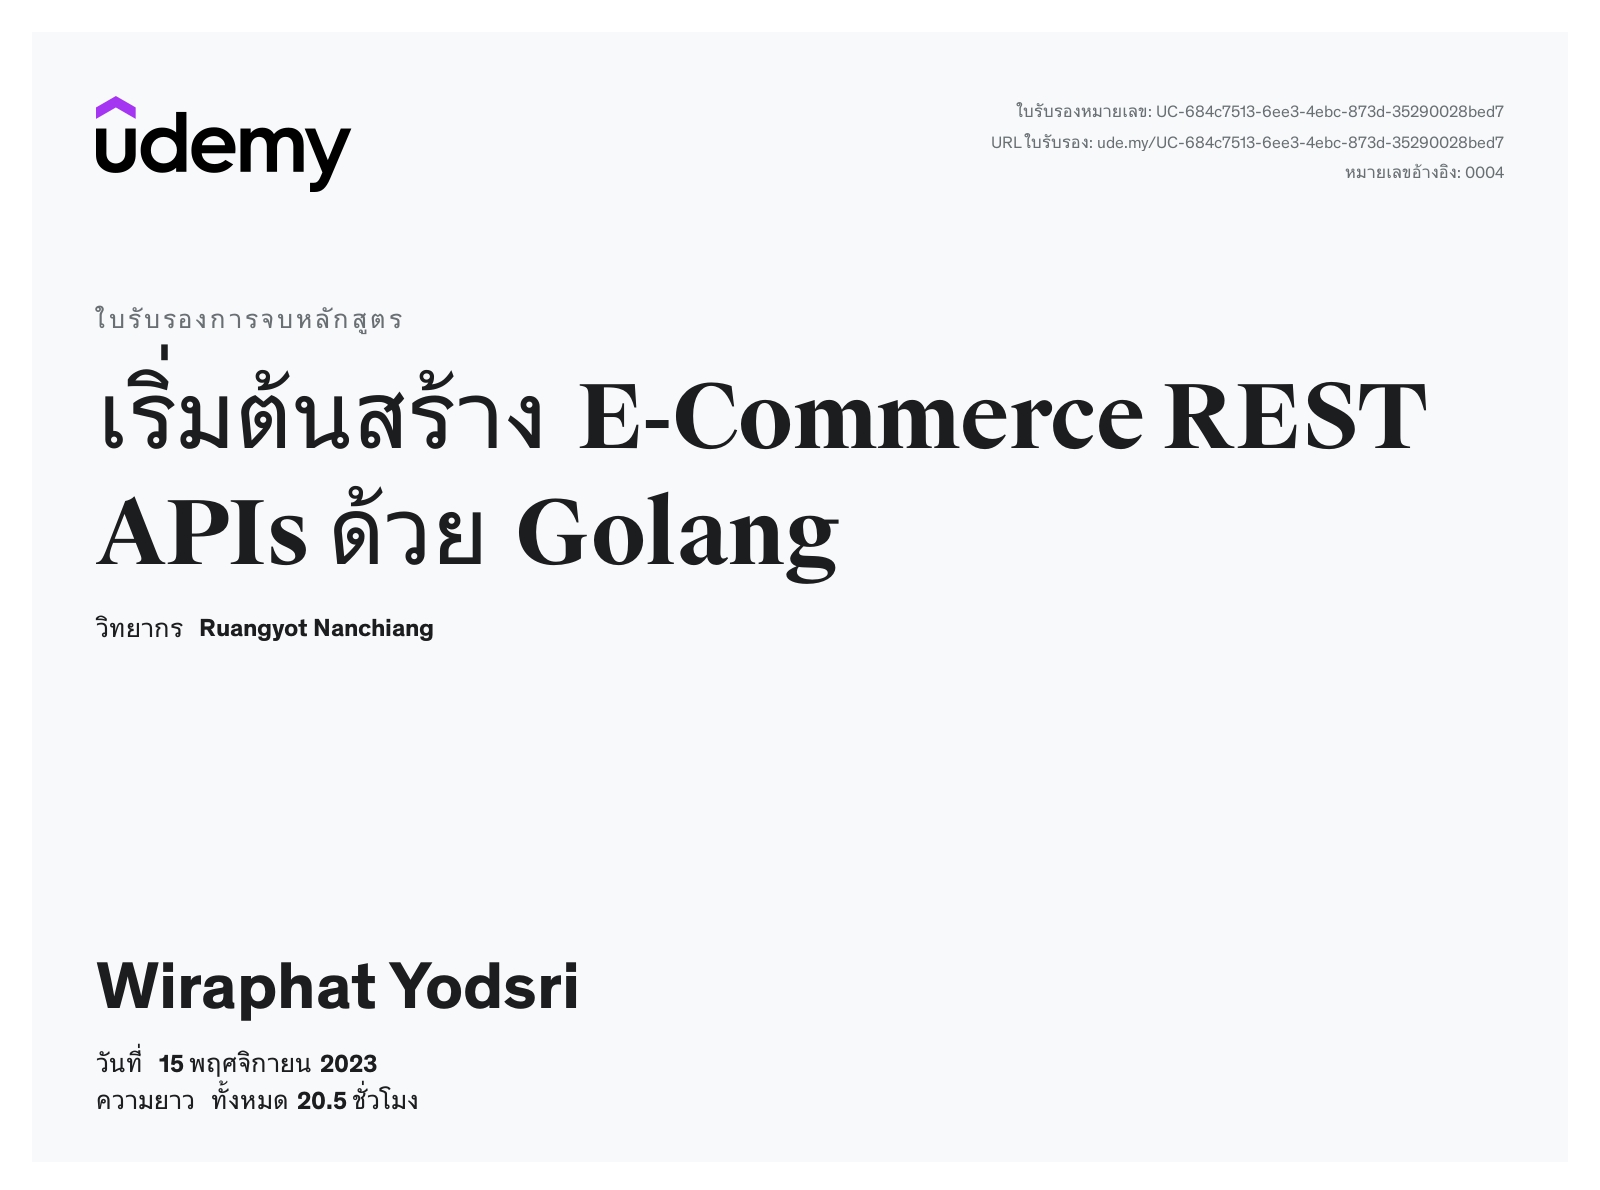 udemy
ใบรับรองหมายเลข: UC-684c7513-6ee3-4ebc-873d-35290028bed7
URLใบรับรอง: ude.my/UC-684c7513-6ee3-4ebc-873d-35290028bed7
หมายเลขอ้างอิง: 0004
ใบรับรองการจบหลักสูตร
เริ่มต้นสร้าง E-Commerce REST
APIs ด้วย Golang
วิทยากร Ruangyot Nanchiang
Wiraphat Yodsri
วันที่ 15 พฤศจิกายน 2023
ความยาว ทั้งหมด 20.5 ชั่วโมง